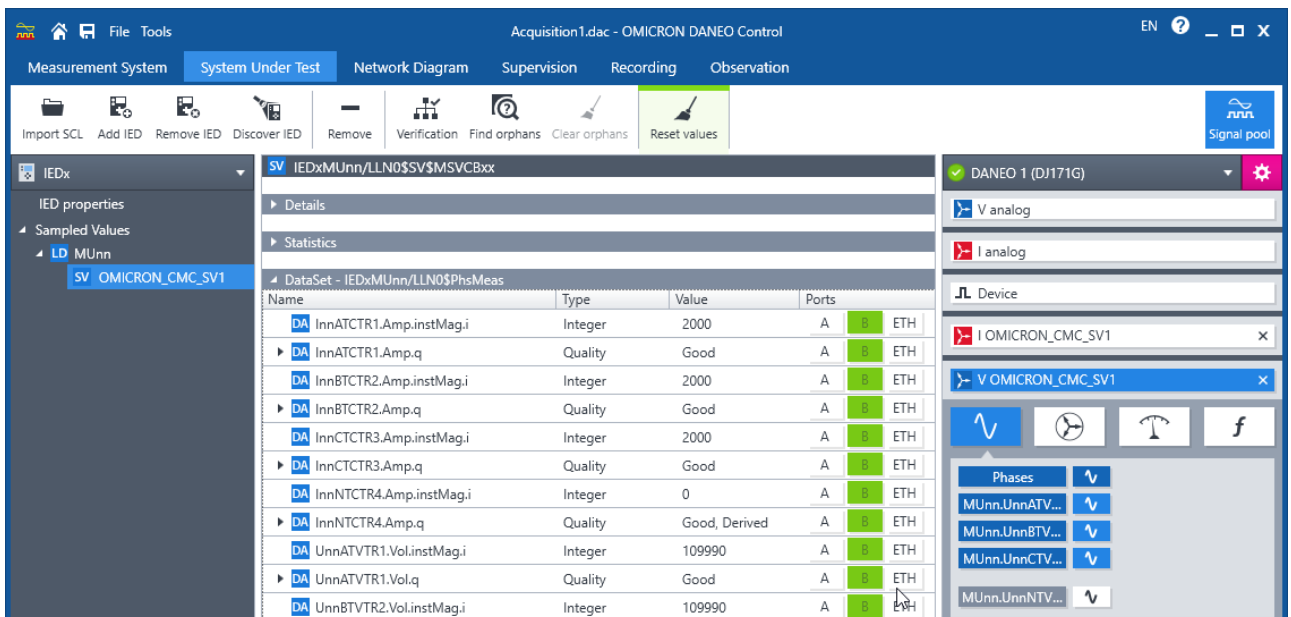 File Tools Acquisition1.dac - OMICRON DANEO Control EN ?
Measurement System System Under Test Network Diagram Supervision Recording Observation
Import SCL Add IED Remove IED Discover IED Remove Verification Find orphans Clear orphans Reset values Signal pool
IEDx
IED properties
Sampled Values
LD MUnn
SV OMICRON_CMC_SV1
SV IEDxMUnn/LLN0$SV$MSVCBxx
Details
Statistics
DataSet - IEDxMUnn/LLN0$PhsMeas
Name Type Value Ports
DA InnATCTR1.Amp.instMag.i Integer 2000 A B ETH
DA InnATCTR1.Amp.q Quality Good A B ETH
DA InnBTCTR2.Amp.instMag.i Integer 2000 A B ETH
DA InnBTCTR2.Amp.q Quality Good A B ETH
DA InnCTCTR3.Amp.instMag.i Integer 2000 A B ETH
DA InnCTCTR3.Amp.q Quality Good A B ETH
DA InnNTCTR4.Amp.instMag.i Integer 0 A B ETH
DA InnNTCTR4.Amp.q Quality Good, Derived A B ETH
DA UnnATVTR1.Vol.instMag.i Integer 109990 A B ETH
DA UnnATVTR1.Vol.q Quality Good A B ETH
DA UnnBTVTR2.Vol.instMag.i Integer 109990 A B ETH
DANEO 1 (DJ171G)
V analog
I analog
Device
I OMICRON_CMC_SV1
V OMICRON_CMC_SV1
f
Phases
MUnn.UnnATV...
MUnn.UnnBTV...
MUnn.UnnCTV...
MUnn.UnnNTV...